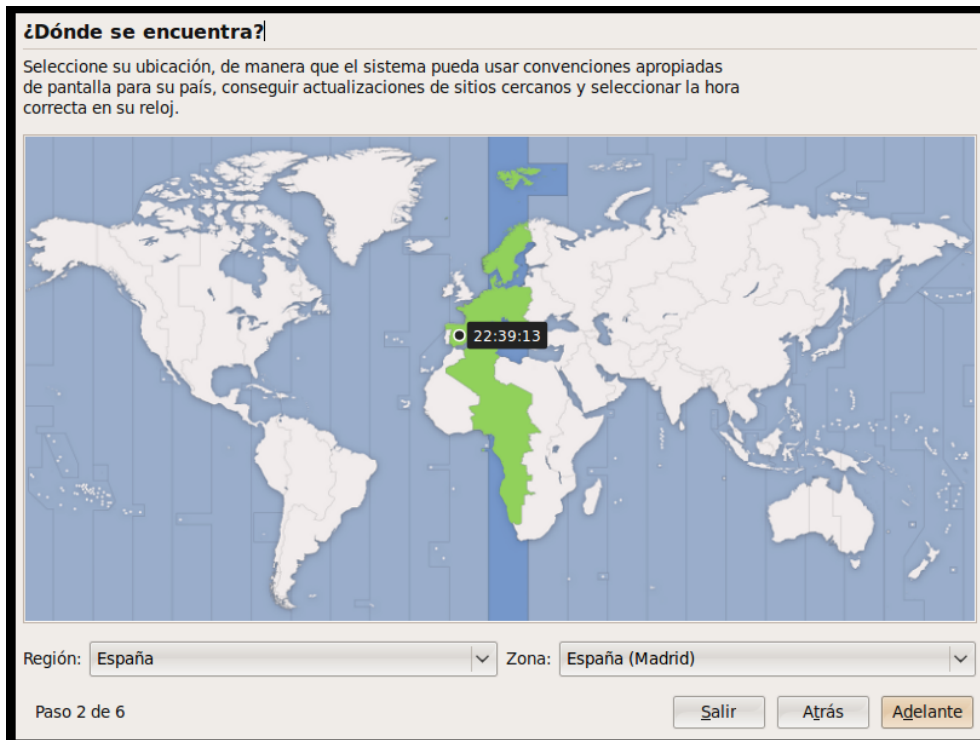 ¿Dónde se encuentra?
Seleccione su ubicación, de manera que el sistema pueda usar convenciones apropiadas
de pantalla para su país, conseguir actualizaciones de sitios cercanos y seleccionar la hora
correcta en su reloj.
22:39:13
Región: España Zona: España (Madrid)
Paso 2 de 6 Salir Atrás Adelante